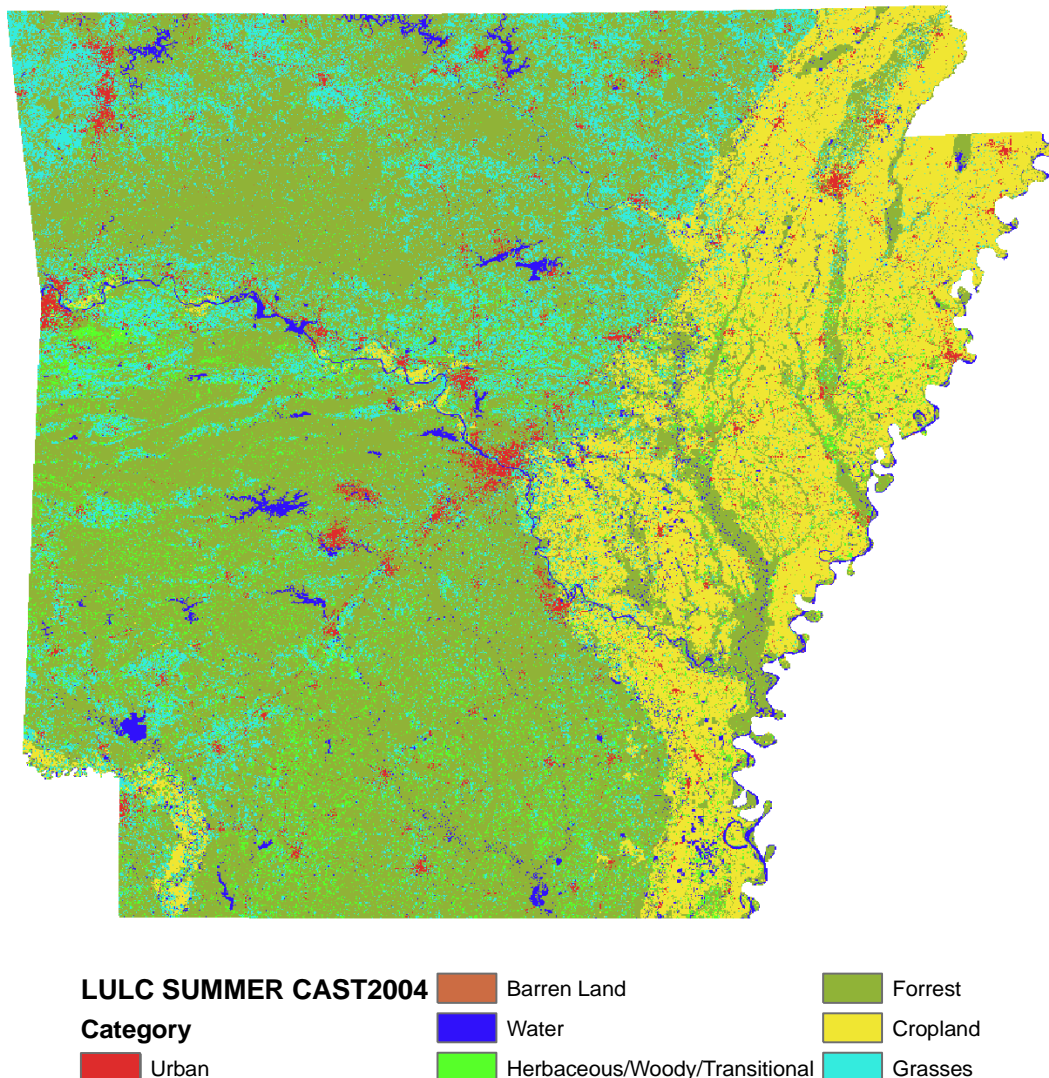 LULC SUMMER CAST2004
Category
Urban
Barren Land
Water
Herbaceous/Woody/Transitional
Forrest
Cropland
Grasses